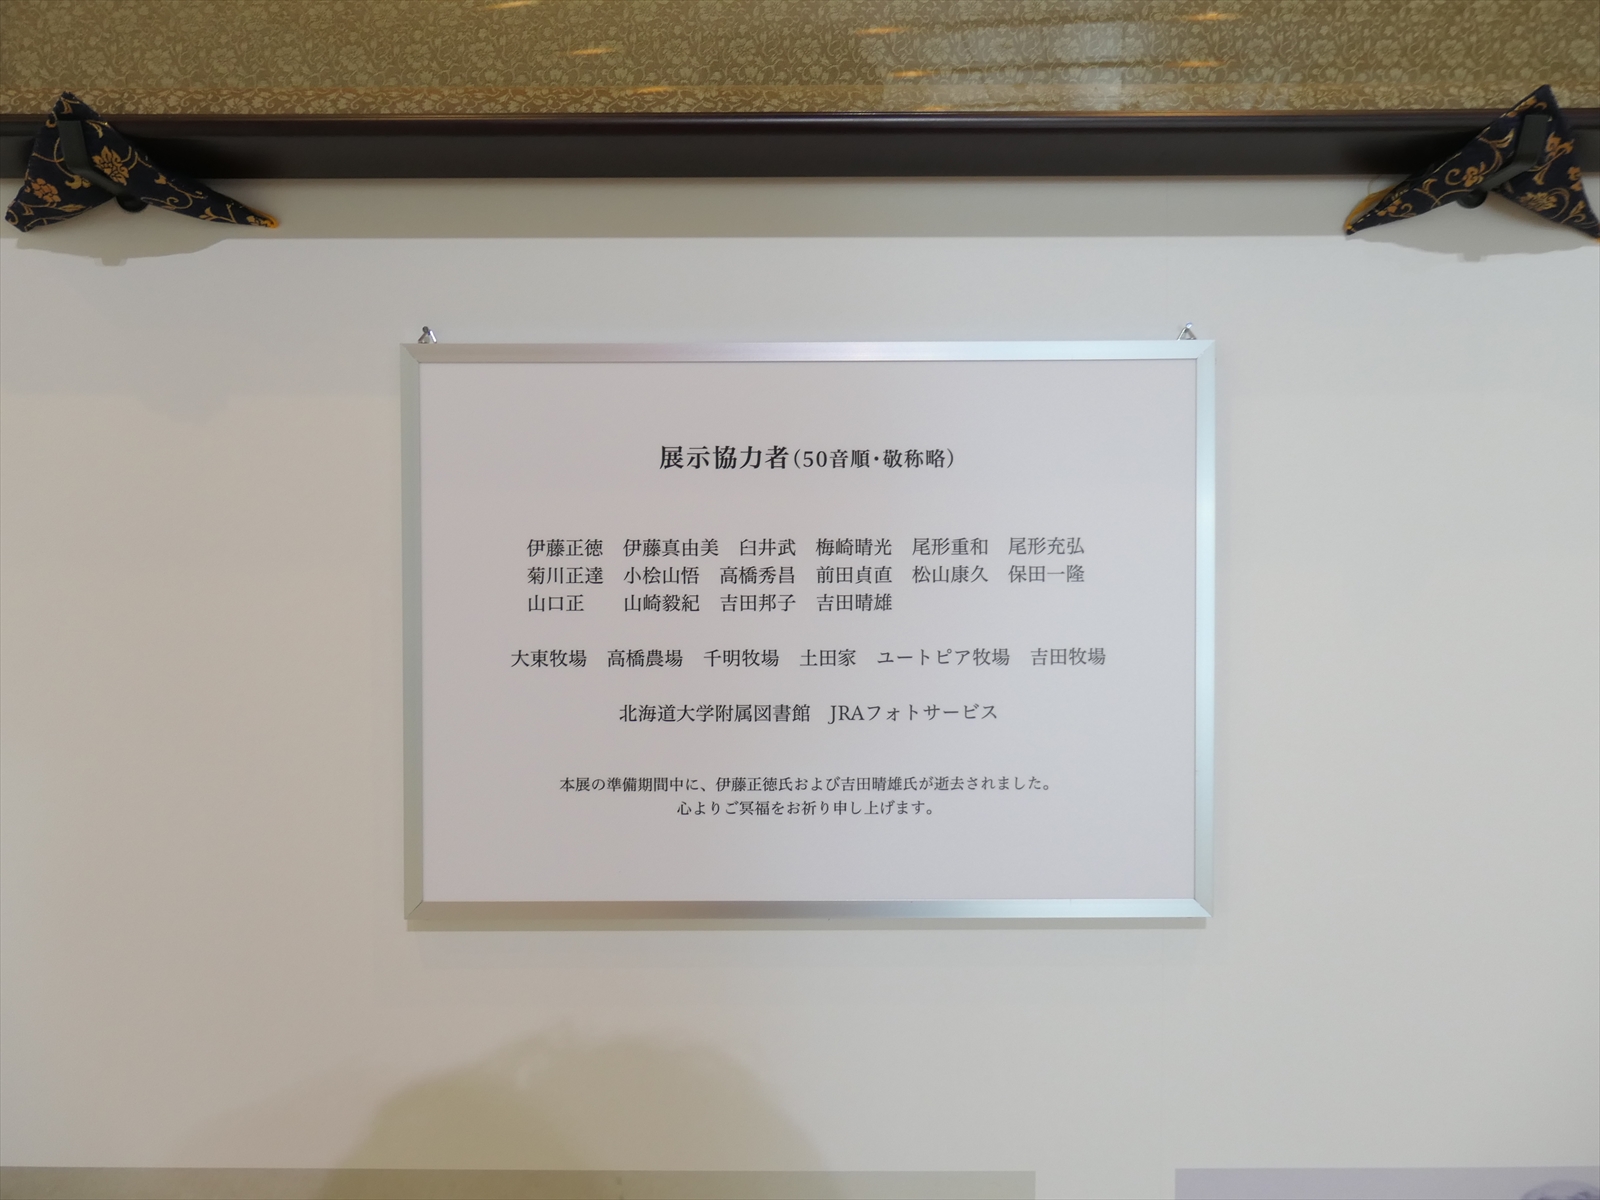 展示協力者(50音順・敬称略)
伊藤正徳　伊藤真由美　臼井武　梅崎晴光　尾形重和　尾形充弘
菊川正達　小桧山悟　高橋秀昌　前田貞直　松山康久　保田一隆
山口正　　山崎毅紀　吉田邦子　吉田晴雄
大東牧場　高橋農場　千明牧場　土田家　ユートピア牧場　吉田牧場
北海道大学附属図書館　JRAフォトサービス
本展の準備期間中に、伊藤正徳氏および吉田晴雄氏が逝去されました。
心よりご冥福をお祈り申し上げます。